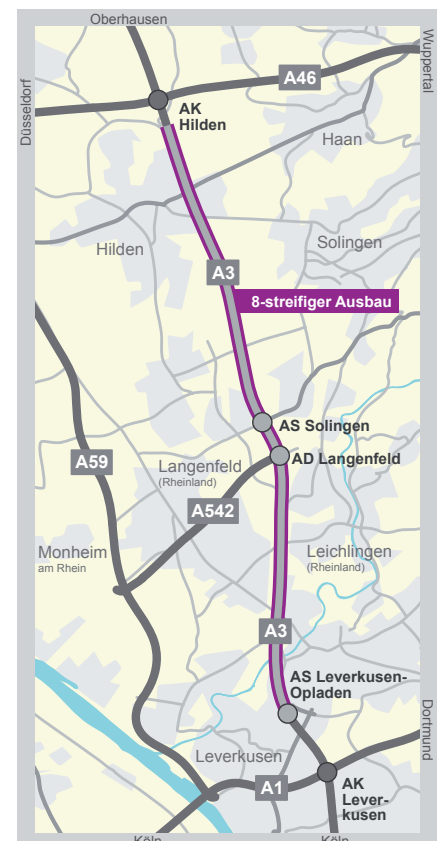 Oberhausen
Wuppertal
Düsseldorf
A46
AK
Hilden
Haan
Hilden
Solingen
A3
8-streifiger Ausbau
AS Solingen
AD Langenfeld
A59
Langenfeld
(Rheinland)
A542
Monheim
am Rhein
Leichlingen
(Rheinland)
A3
AS Leverkusen-
Opladen
Dortmund
Leverkusen
A1
AK
Lever-
kusen
Köln
Köln